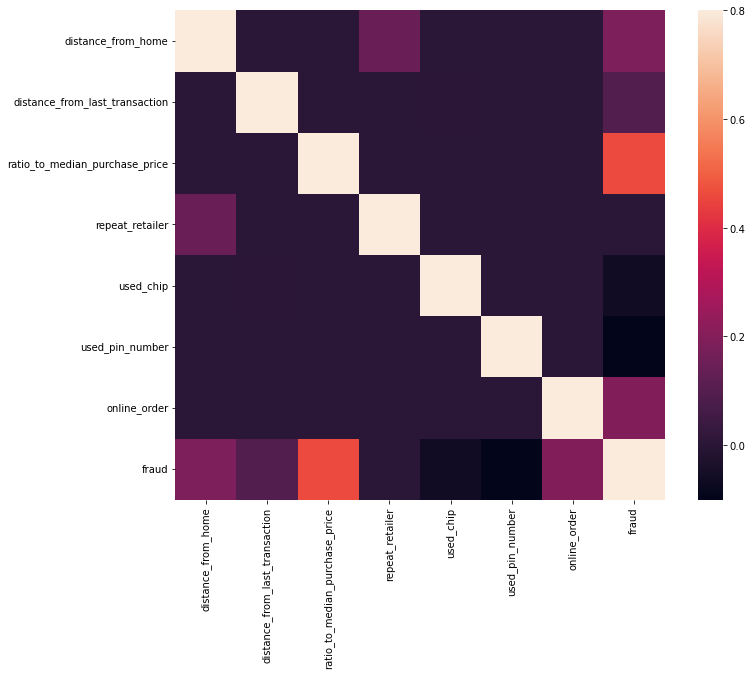 distance_from_home
distance_from_last_transaction
ratio_to_median_purchase_price
repeat_retailer
used_chip
used_pin_number
online_order
fraud
distance_from_home
distance_from_last_transaction
ratio_to_median_purchase_price
repeat_retailer
used_chip
used_pin_number
online_order
fraud
0.8
0.6
0.4
0.2
0.0